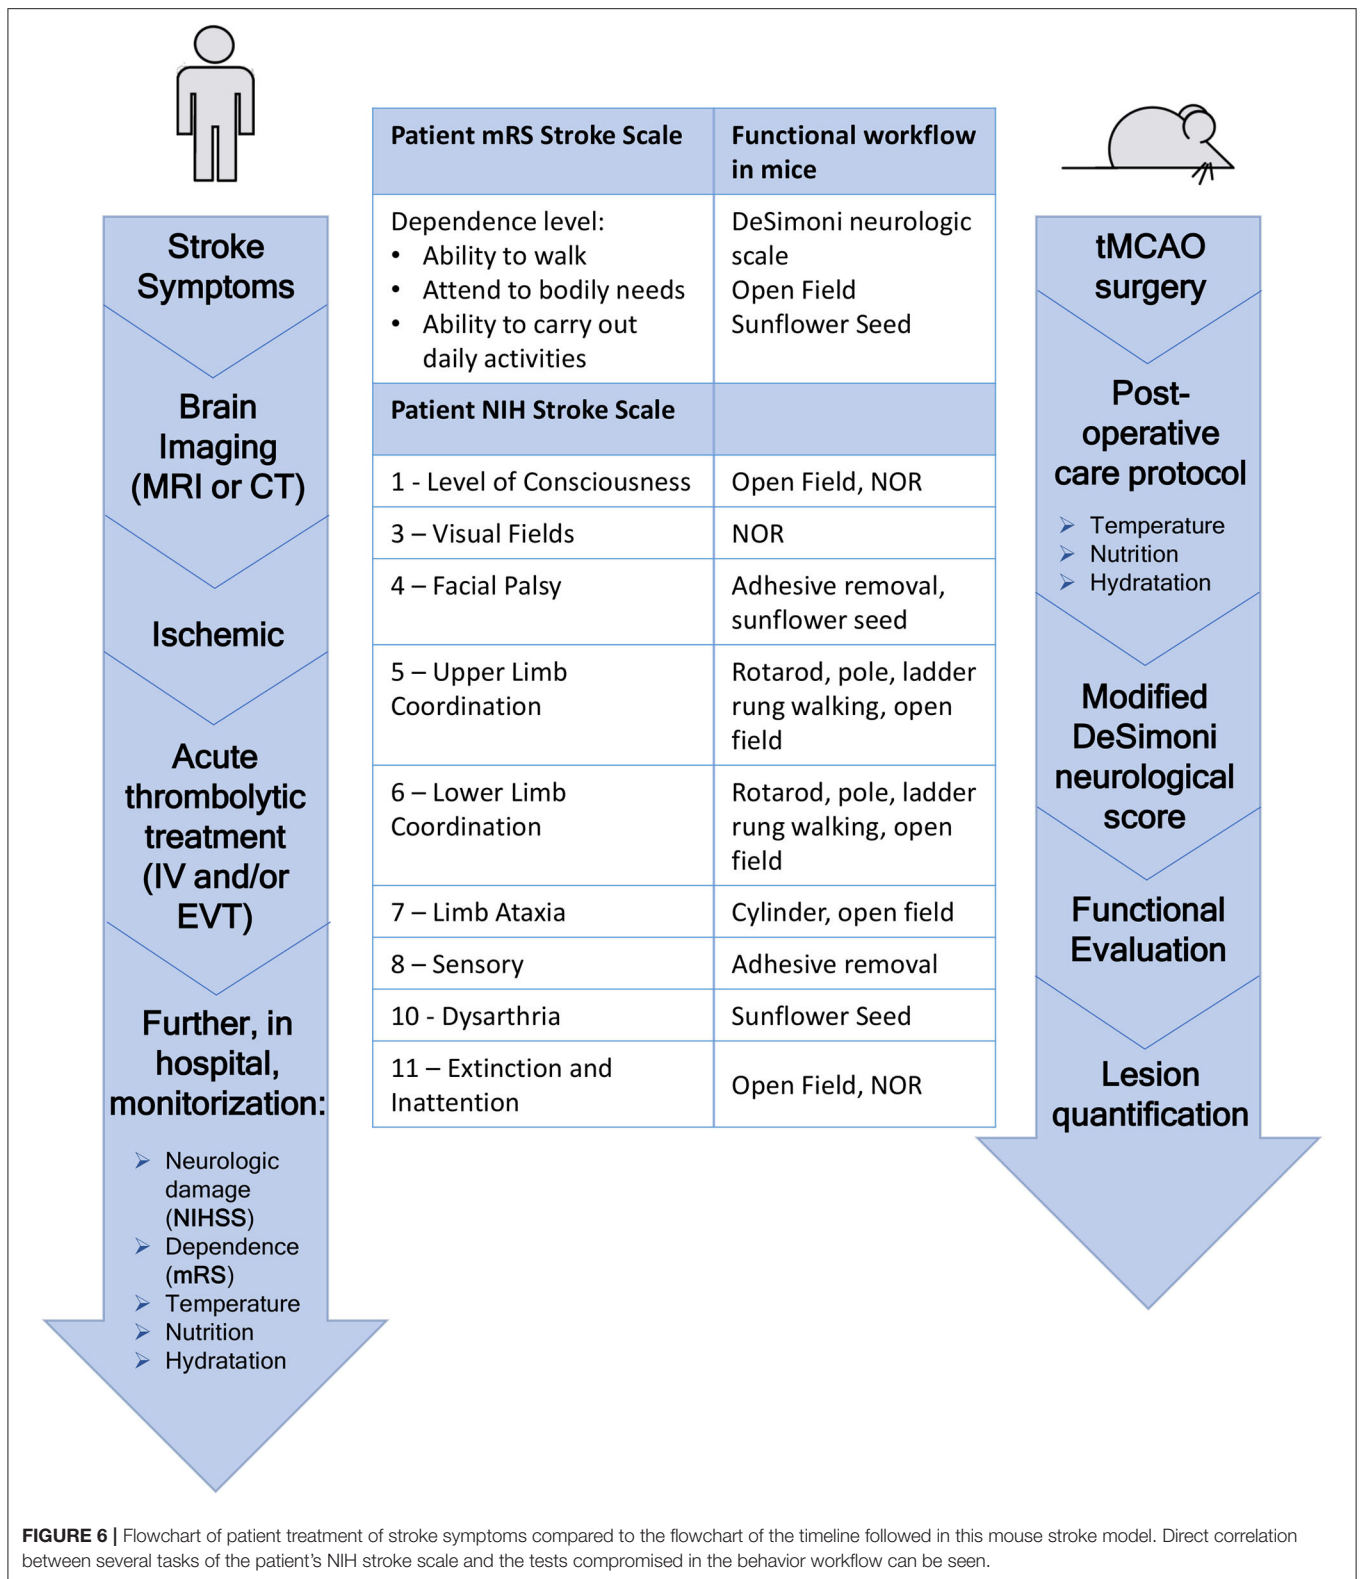 Stroke
Symptoms
Brain
Imaging
(MRI or CT)
Ischemic
Acute
thrombolytic
treatment
(IV and/or
EVT)
Further, in
hospital,
monitorization:
➢ Neurologic
damage
(NIHSS)
➢ Dependence
(mRS)
➢ Temperature
➢ Nutrition
➢ Hydratation
Patient mRS Stroke Scale
Functional workflow
in mice
Dependence level:
• Ability to walk
• Attend to bodily needs
• Ability to carry out
daily activities
DeSimoni neurologic
scale
Open Field
Sunflower Seed
Patient NIH Stroke Scale
1 - Level of Consciousness
Open Field, NOR
3 – Visual Fields
NOR
4 – Facial Palsy
Adhesive removal,
sunflower seed
5 – Upper Limb
Coordination
Rotarod, pole, ladder
rung walking, open
field
6 – Lower Limb
Coordination
Rotarod, pole, ladder
rung walking, open
field
7 – Limb Ataxia
Cylinder, open field
8 – Sensory
Adhesive removal
10 - Dysarthria
Sunflower Seed
11 – Extinction and
Inattention
Open Field, NOR
tMCAO
surgery
Post-
operative
care protocol
➢ Temperature
➢ Nutrition
➢ Hydratation
Modified
DeSimoni
neurological
score
Functional
Evaluation
Lesion
quantification
FIGURE 6 | Flowchart of patient treatment of stroke symptoms compared to the flowchart of the timeline followed in this mouse stroke model. Direct correlation
between several tasks of the patient's NIH stroke scale and the tests compromised in the behavior workflow can be seen.